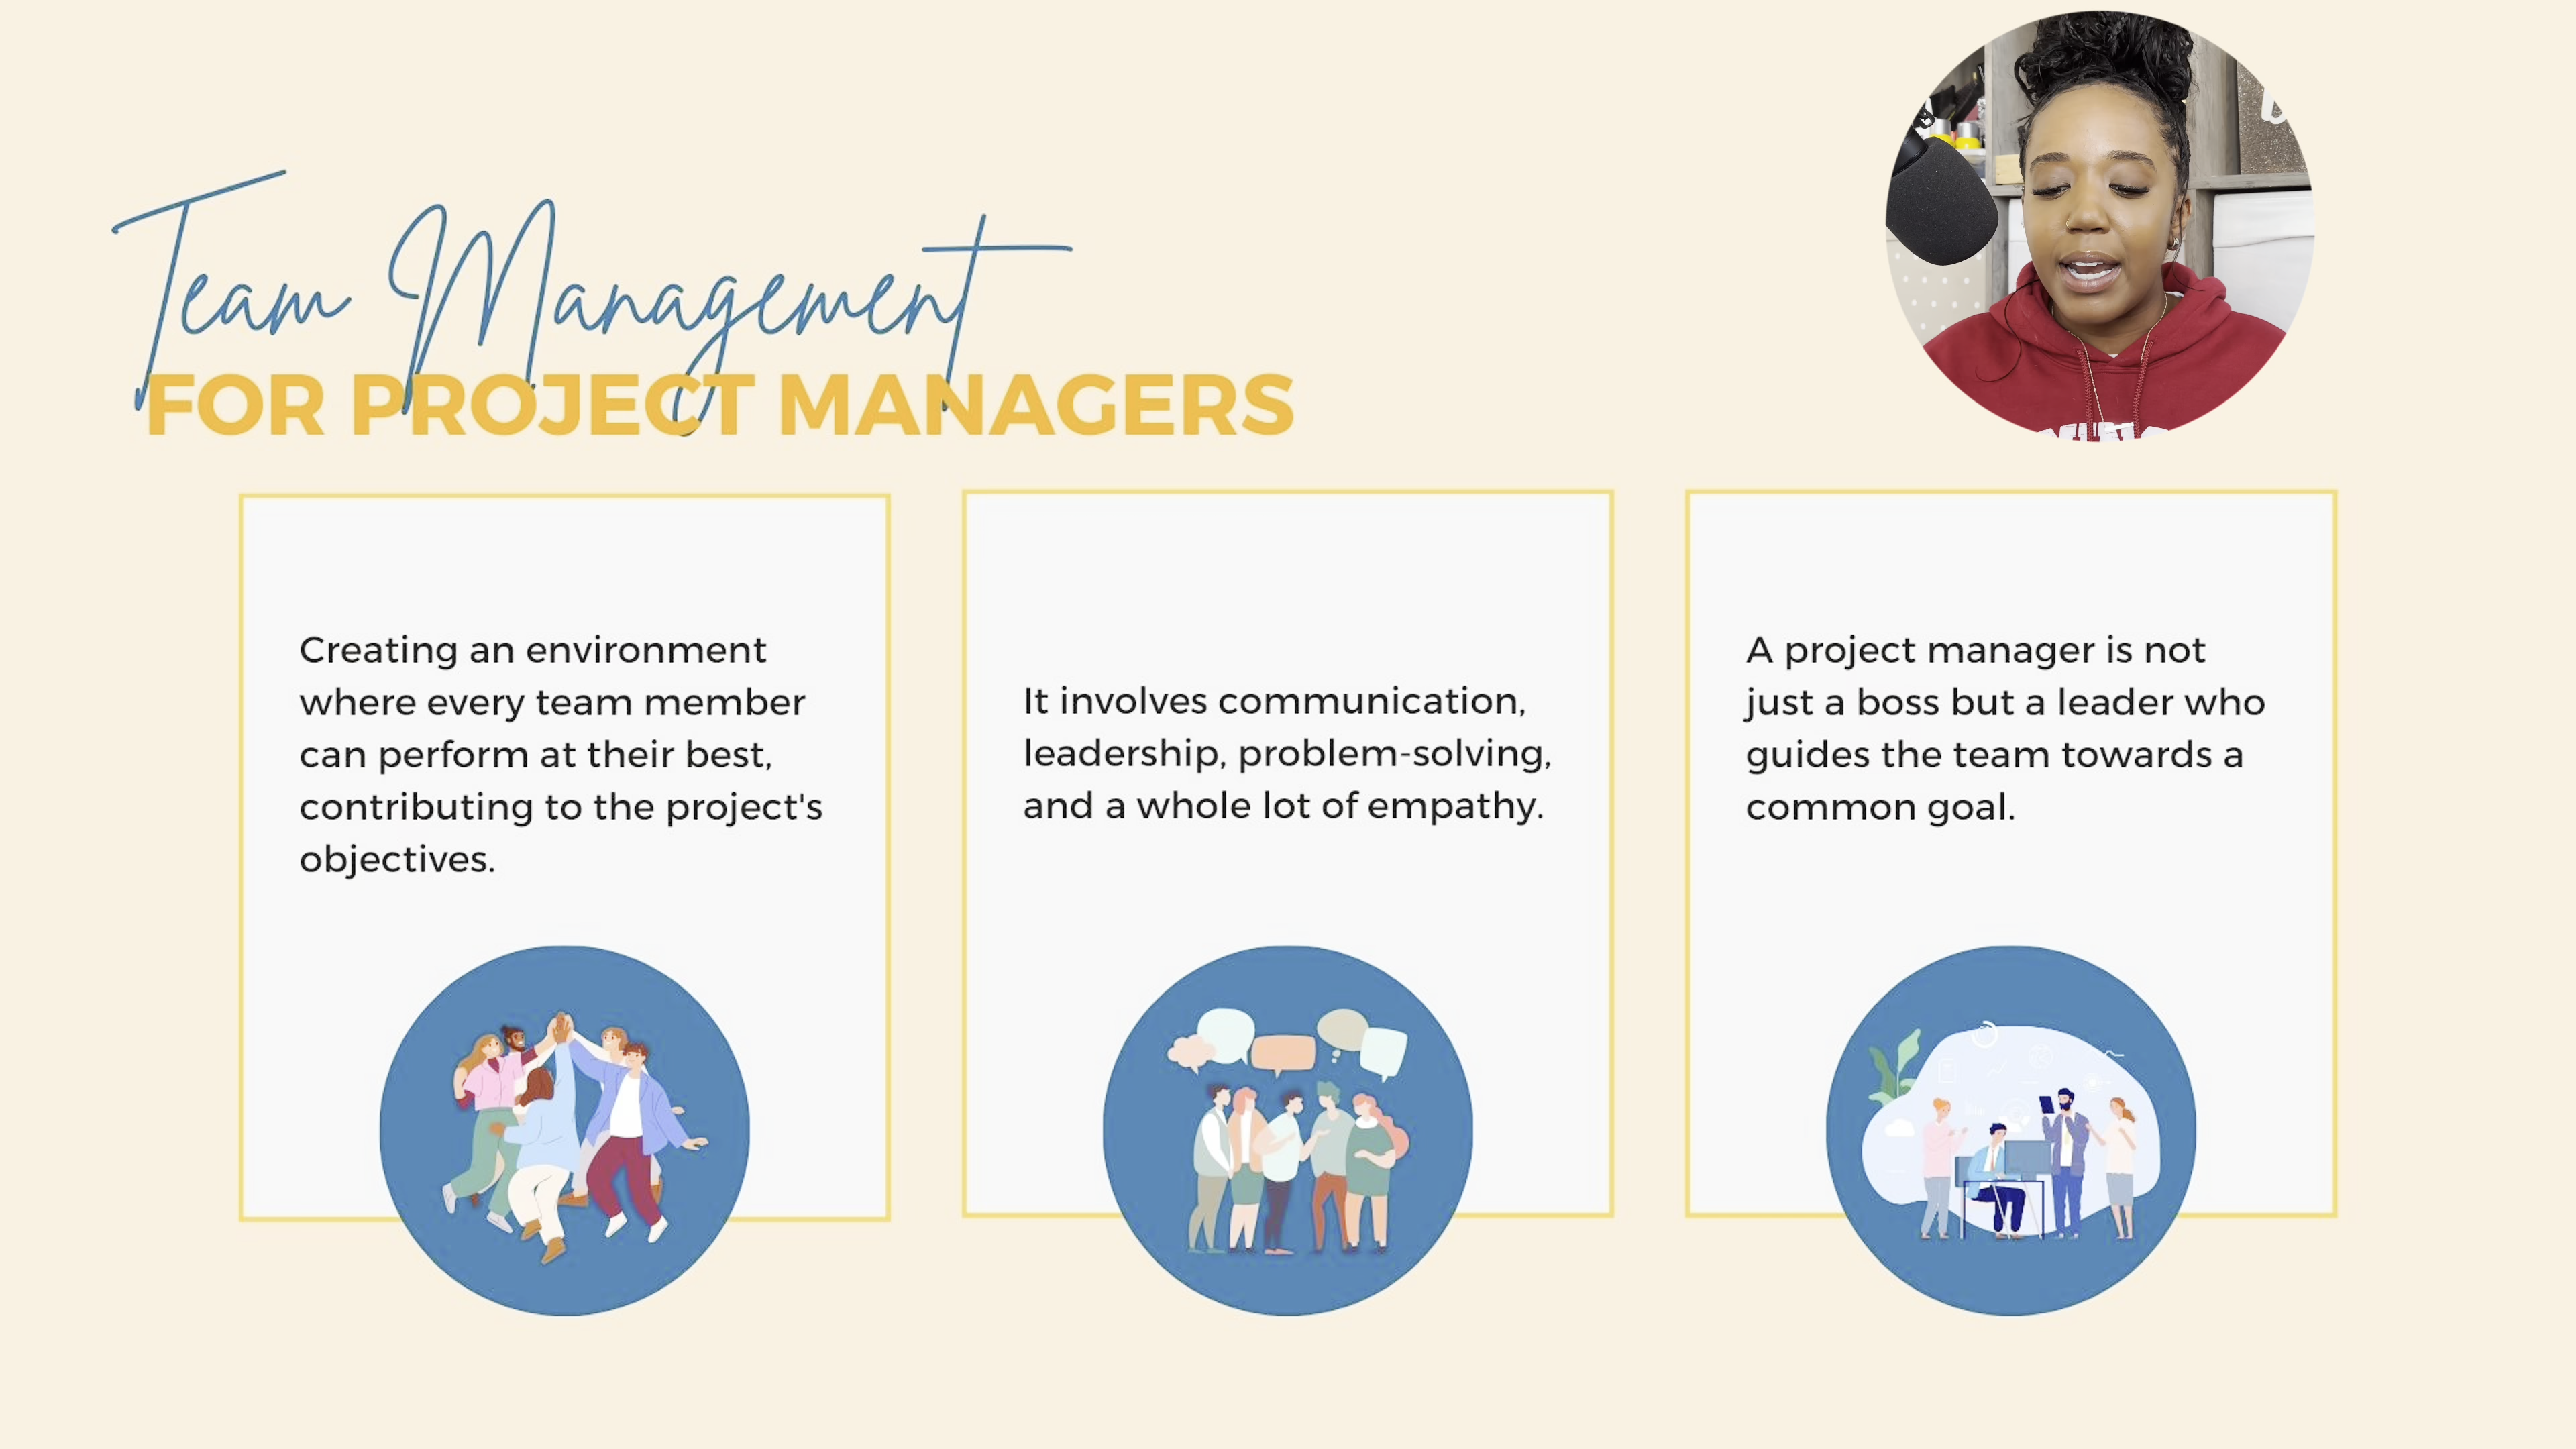 Team Management
FOR PROJECT MANAGERS
Creating an environment
where every team member
can perform at their best,
contributing to the project's
objectives.
It involves communication,
leadership, problem-solving,
and a whole lot of empathy.
A project manager is not
just a boss but a leader who
guides the team towards a
common goal.